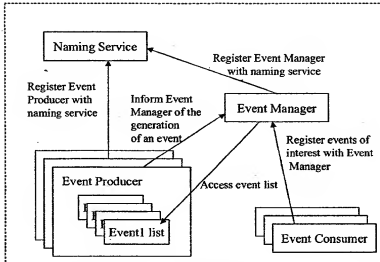 Naming Service
Register Event Manager
with naming service
Register Event
Producer with
naming service
Inform Event
Manager of the
generation
of an event
Event Manager
Register events of
interest with Event
Manager
Event Producer
Access event list
Event1 list
Event Consumer